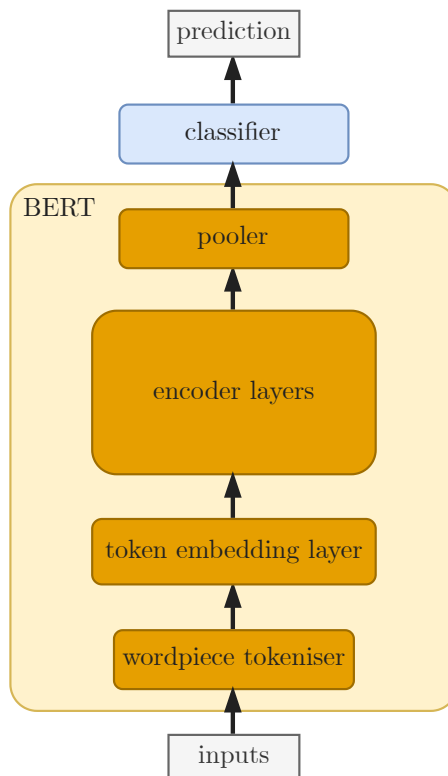 prediction
classifier
BERT
pooler
encoder layers
token embedding layer
wordpiece tokeniser
inputs